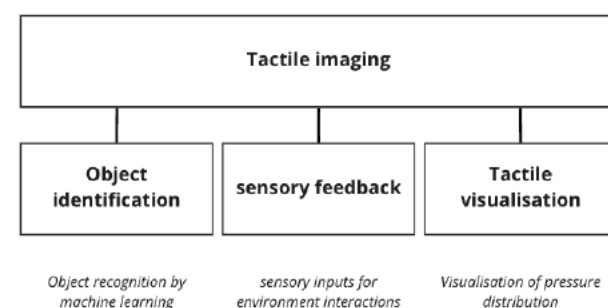 Tactile imaging
Object
identification
sensory feedback
Tactile
visualisation
Object recognition by
machine learning
sensory inputs for
environment interactions
Visualisation of pressure
distribution